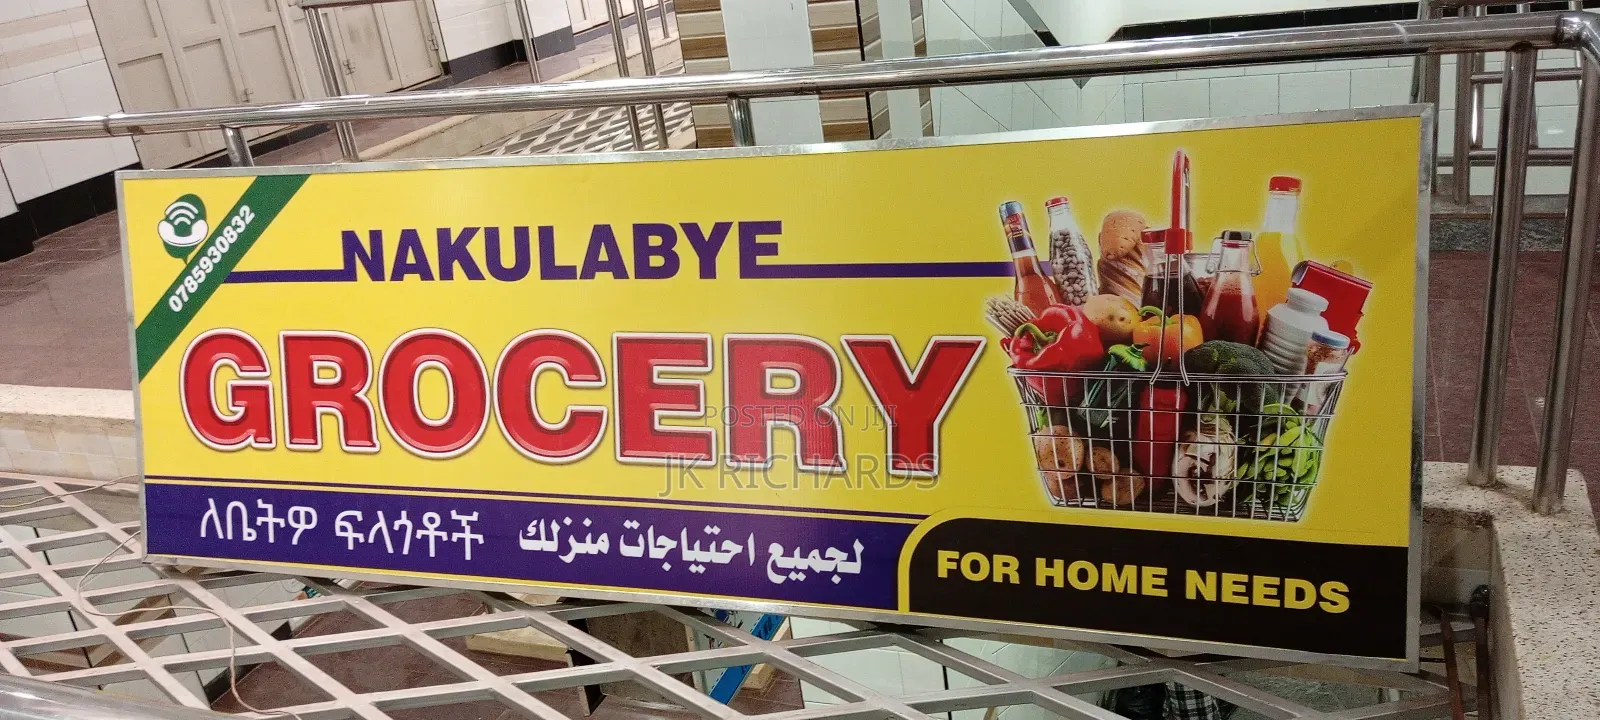 0785930832
NAKULABYE
GROCERY
ለቤትዎ ፍላጎቶች لجميع احتياجات منزلك
FOR HOME NEEDS
POSTED ON JIJI
JK RICHARDS